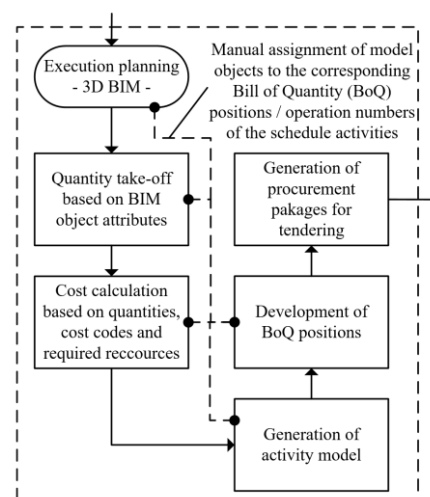 Execution planning
- 3D BIM -
Manual assignment of model
objects to the corresponding
Bill of Quantity (BoQ)
positions / operation numbers
of the schedule activities
Quantity take-off
based on BIM
object attributes
Generation of
procurement
pakages for
tendering
Cost calculation
based on quantities,
cost codes and
required reccources
Development of
BoQ positions
Generation of
activity model